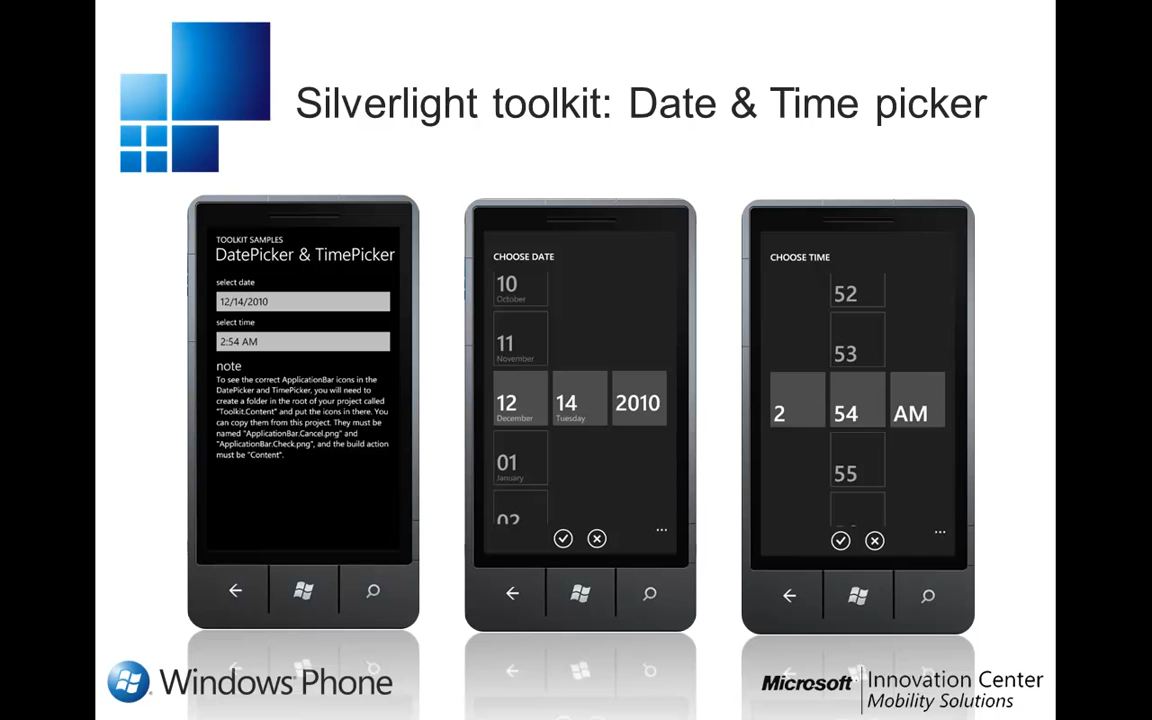 Silverlight toolkit: Date & Time picker
TOOLKIT SAMPLES
DatePicker & TimePicker
select date
12/14/2010
select time
2:54 AM
note
To see the correct ApplicationBar icons in the
DatePicker and TimePicker, you will need to
create a folder in the root of your project called
"Toolkit.Content" and put the icons in there. You
can copy them from this project. They must be
named "ApplicationBar.Cancel.png" and
"ApplicationBar.Check.png", and the build action
must be "Content".
CHOOSE DATE
10
October
11
November
12 14 2010
December Tuesday
01
January
02
...
CHOOSE TIME
52
53
2 54 AM
55
...
Windows Phone
Microsoft Innovation Center
Mobility Solutions